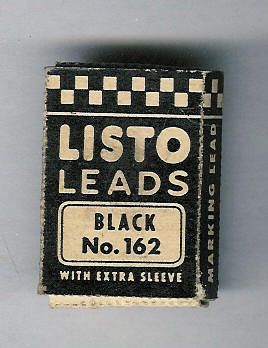 LISTO
LEADS
BLACK
No. 162
WITH EXTRA SLEEVE
MARKING LEAD